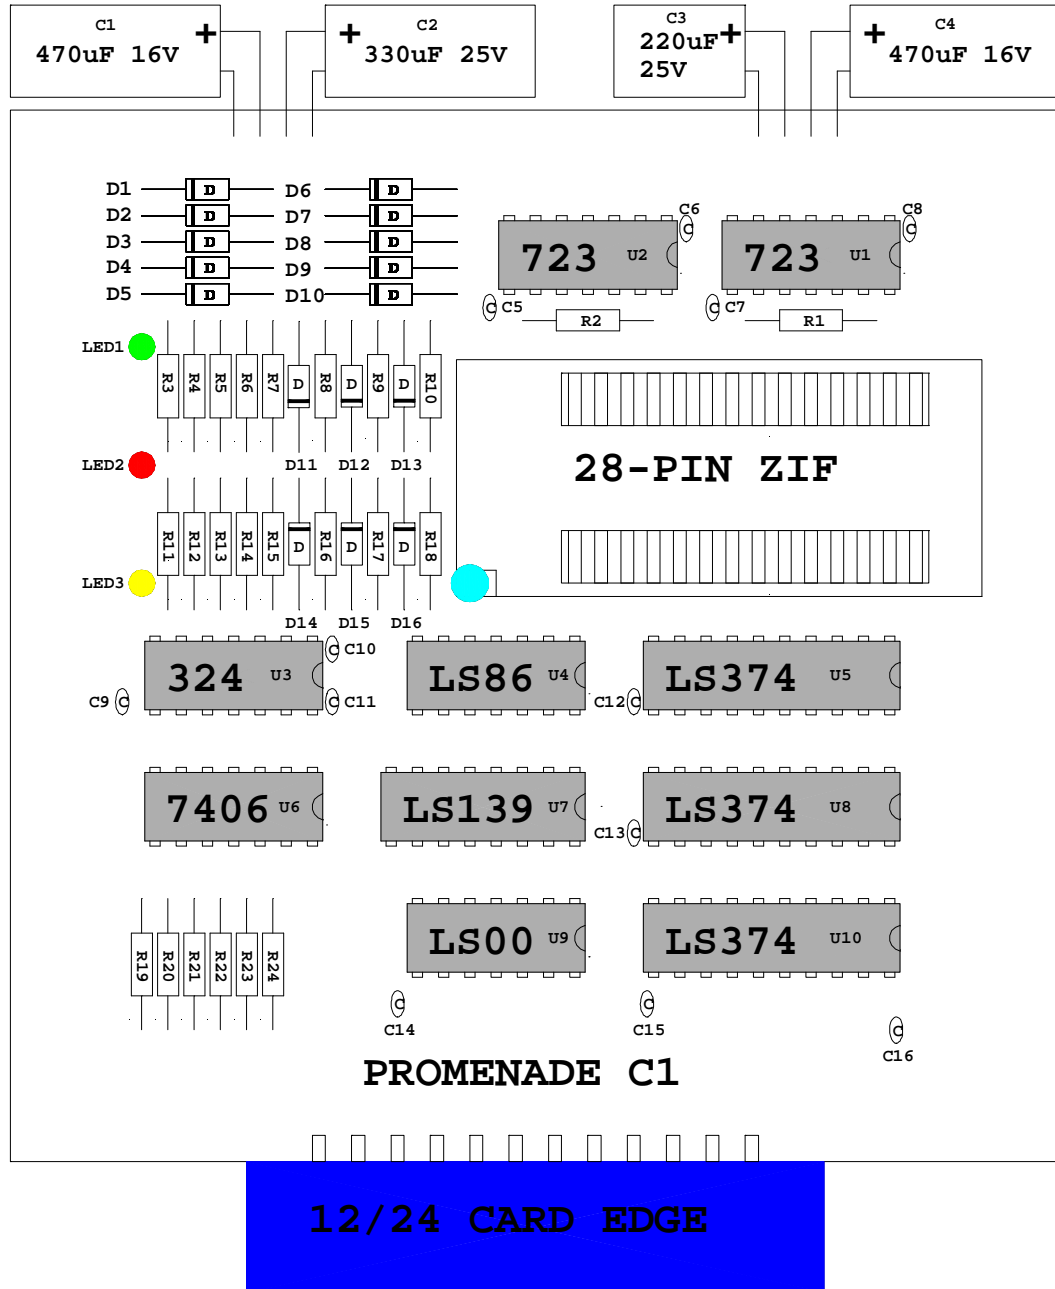 C1
470uF 16V +
+ C2
330uF 25V
C3
220uF +
25V
+ C4
470uF 16V
D1 D D6 D
D2 D D7 D
D3 D D8 D
D4 D D9 D
D5 D D10 D
C6 C
723 U2
C5 C
R2
C8 C
723 U1
C7 C
R1
LED1
R3 R4 R5 R6 R7 D R8 D R9 D R10
LED2 D11 D12 D13
28-PIN ZIF
R11 R12 R13 R14 R15 D R16 D R17 D R18
LED3
D14 D15 D16
C C10
324 U3 LS86 U4 LS374 U5
C9 C C C11 C12 C
7406 U6 LS139 U7 LS374 U8
C13 C
LS00 U9 LS374 U10
R19 R20 R21 R22 R23 R24
C C C
C14 C15 C16
PROMENADE C1
12/24 CARD EDGE